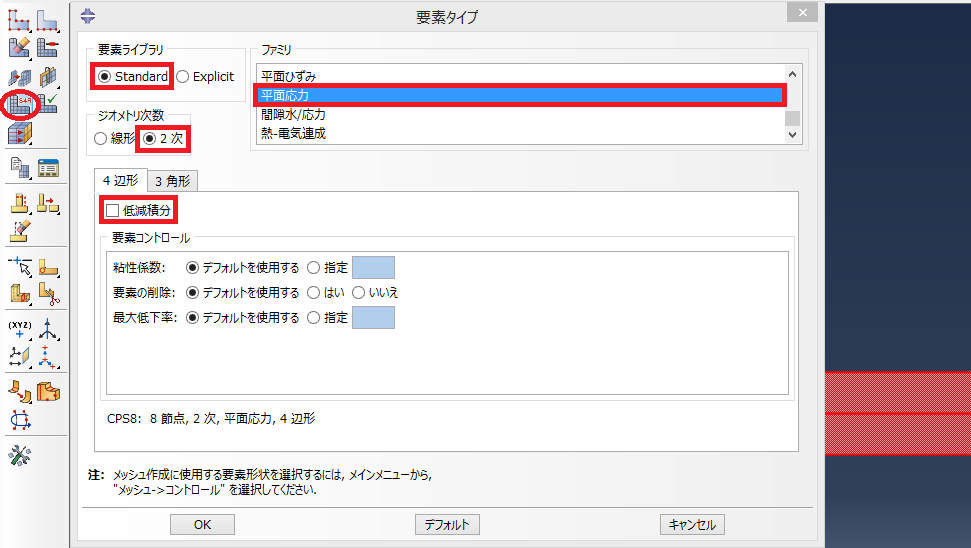 要素タイプ
要素ライブラリ
Standard
Explicit
ファミリ
平面ひずみ
平面応力
間隙水/応力
熱-電気連成
ジオメトリ次数
線形
2 次
4 辺形
3 角形
低減積分
要素コントロール
粘性係数: デフォルトを使用する 指定
要素の削除: デフォルトを使用する はい いいえ
最大低下率: デフォルトを使用する 指定
CPS8: 8 節点, 2 次, 平面応力, 4 辺形
注: メッシュ作成に使用する要素形状を選択するには, メインメニューから,
"メッシュ->コントロール" を選択してください.
OK
デフォルト
キャンセル
S4R
(XYZ)